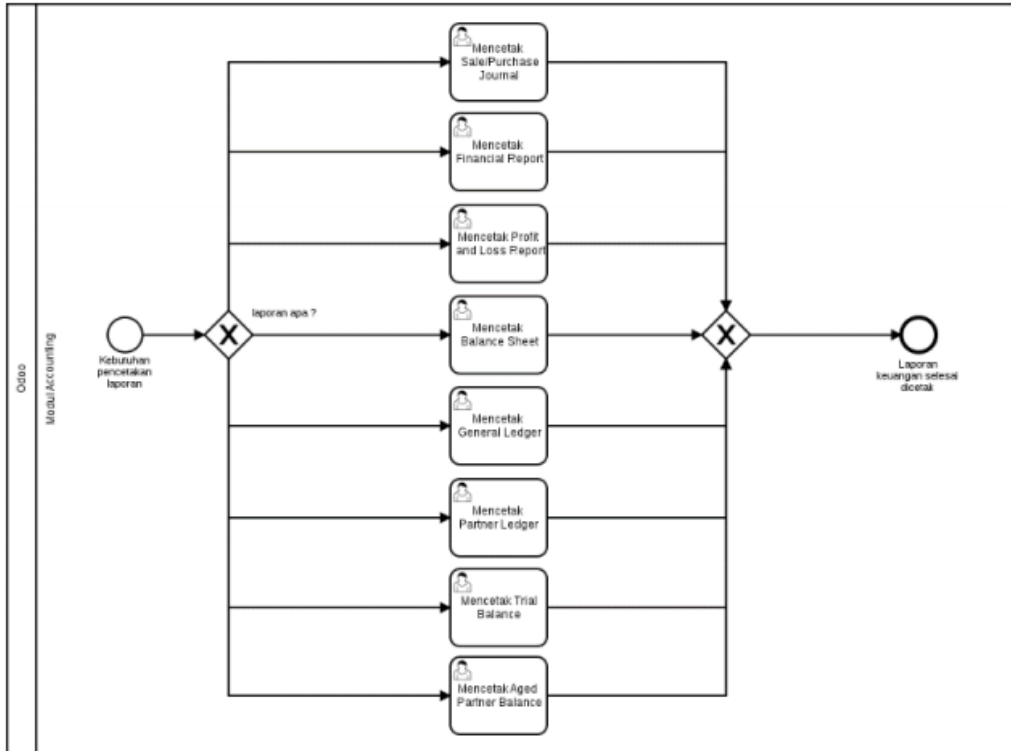 Odoo
Modul Accounting
Kebutuhan
pencetakan
laporan
laporan apa ?
Mencetak
Sale/Purchase
Journal
Mencetak
Financial Report
Mencetak Profit
and Loss Report
Mencetak
Balance Sheet
Mencetak
General Ledger
Mencetak
Partner Ledger
Mencetak Trial
Balance
Mencetak Aged
Partner Balance
Laporan
keuangan selesai
dicetak